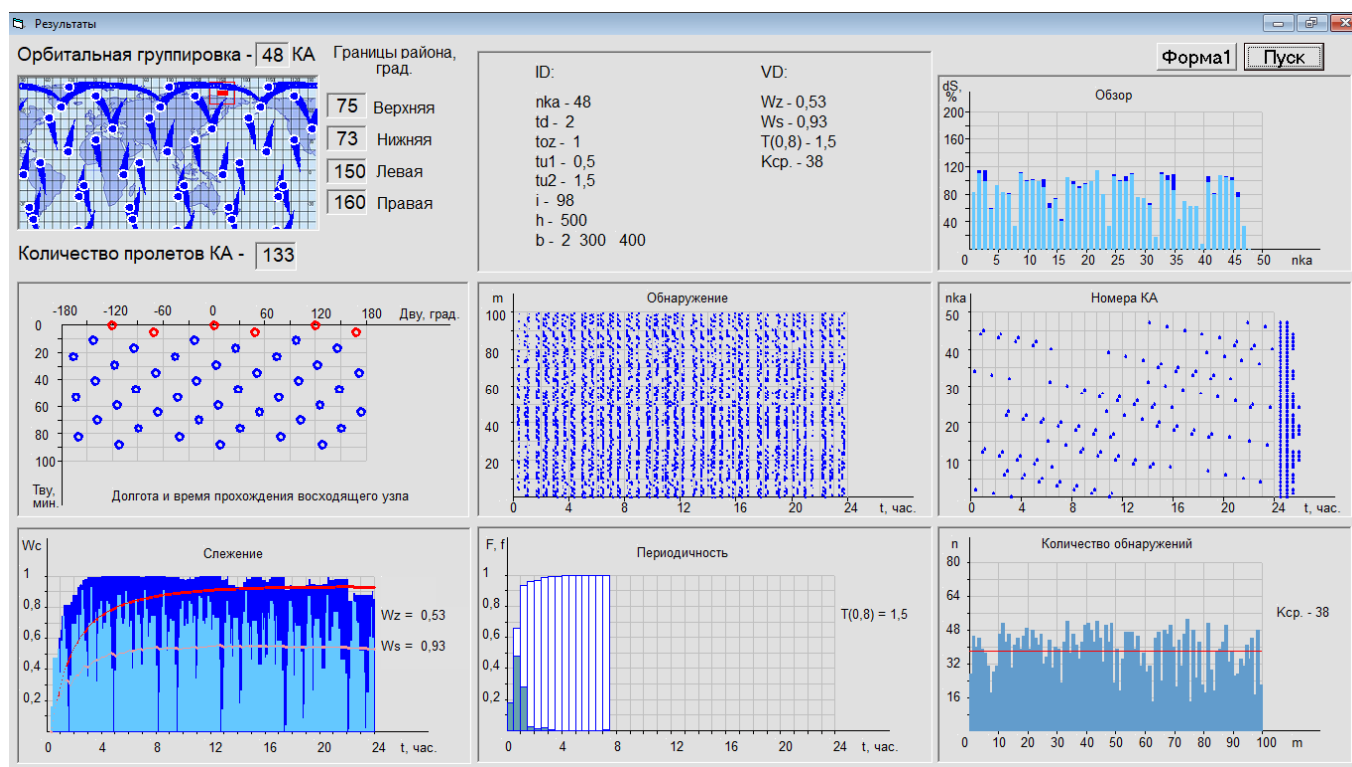 Результаты
Орбитальная группировка - 48 КА
Границы района, град.
75 Верхняя
73 Нижняя
150 Левая
160 Правая
Количество пролетов КА - 133
ID:
nka - 48
td - 2
toz - 1
tu1 - 0,5
tu2 - 1,5
i - 98
h - 500
b - 2 300 400
VD:
Wz - 0,53
Ws - 0,93
T(0,8) - 1,5
Кср. - 38
Форма1 Пуск
dS, %
Обзор
200
160
120
80
40
0 5 10 15 20 25 30 35 40 45 50 nka
-180 -120 -60 0 60 120 180 Дву, град.
0
20
40
60
80
100
Тву, мин.
Долгота и время прохождения восходящего узла
m Обнаружение
100
80
60
40
20
0 4 8 12 16 20 24 t, час.
nka Номера КА
50
40
30
20
10
0 4 8 12 16 20 24 t, час.
Wc Слежение
1
0,8
0,6
0,4
0,2
Wz = 0,53
Ws = 0,93
0 4 8 12 16 20 24 t, час.
F, f Периодичность
1
0,8
0,6
0,4
0,2
T(0,8) = 1,5
0 4 8 12 16 20 24 t, час.
n Количество обнаружений
80
64
48
32
16
Кср. - 38
0 10 20 30 40 50 60 70 80 90 100 m